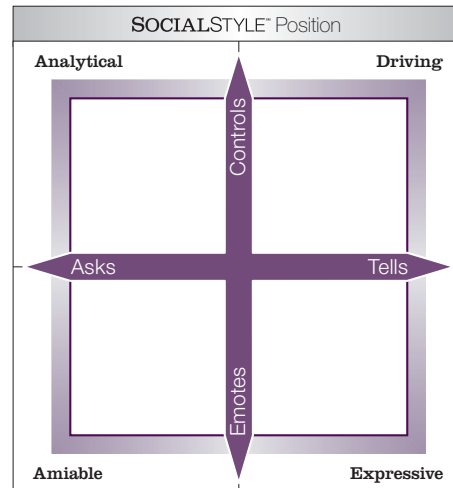 SOCIALSTYLE™ Position
Analytical Driving
Controls
Asks Tells
Emotes
Amiable Expressive